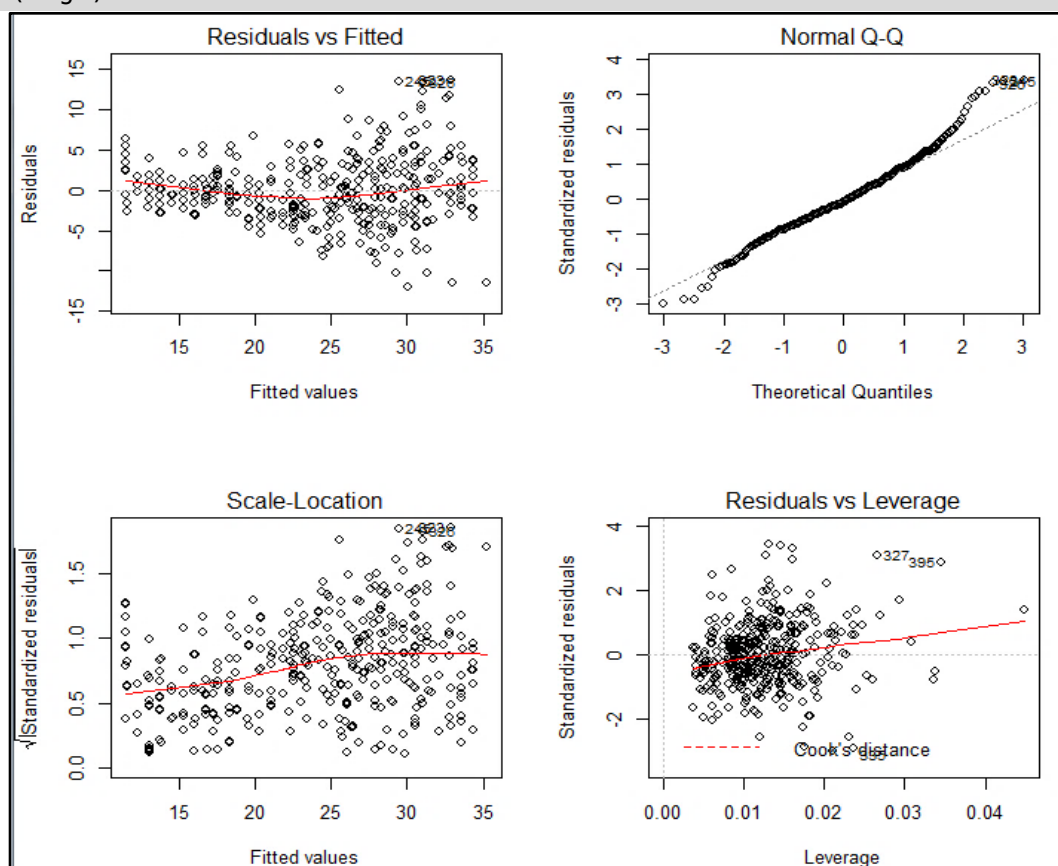 Residuals vs Fitted
Residuals
15
10
5
0
-5
-15
15 20 25 30 35
Fitted values
Normal Q-Q
Standardized residuals
4
3
2
1
0
-1
-2
-3
-3 -2 -1 0 1 2 3
Theoretical Quantiles
Scale-Location
√|Standardized residuals|
1.5
1.0
0.5
0.0
15 20 25 30 35
Fitted values
Residuals vs Leverage
Standardized residuals
4
2
0
-2
327
395
Cook's distance
0.00 0.01 0.02 0.03 0.04
Leverage